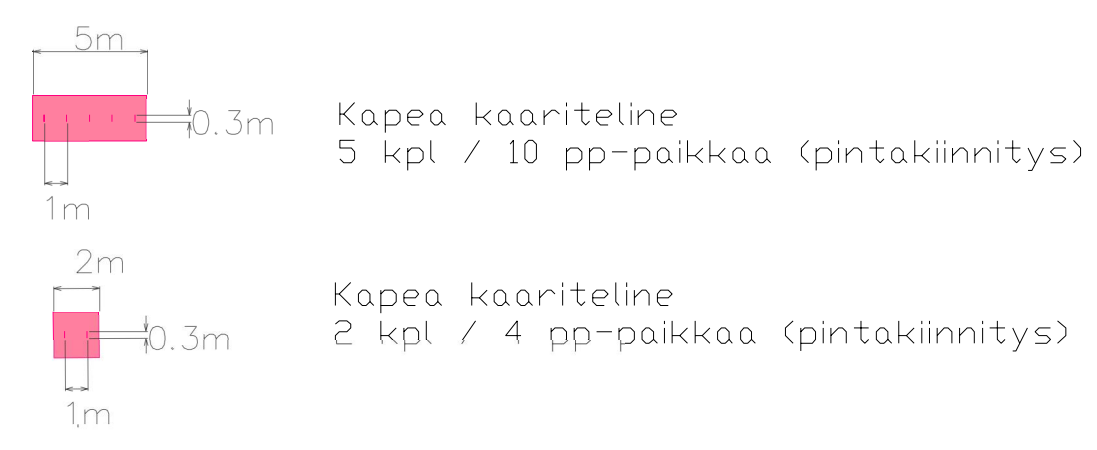 5m
0.3m
1m
Kapea kaariteline
5 kpl / 10 pp-paikkaa (pintakiinnitys)
2m
0.3m
1m
Kapea kaariteline
2 kpl / 4 pp-paikkaa (pintakiinnitys)